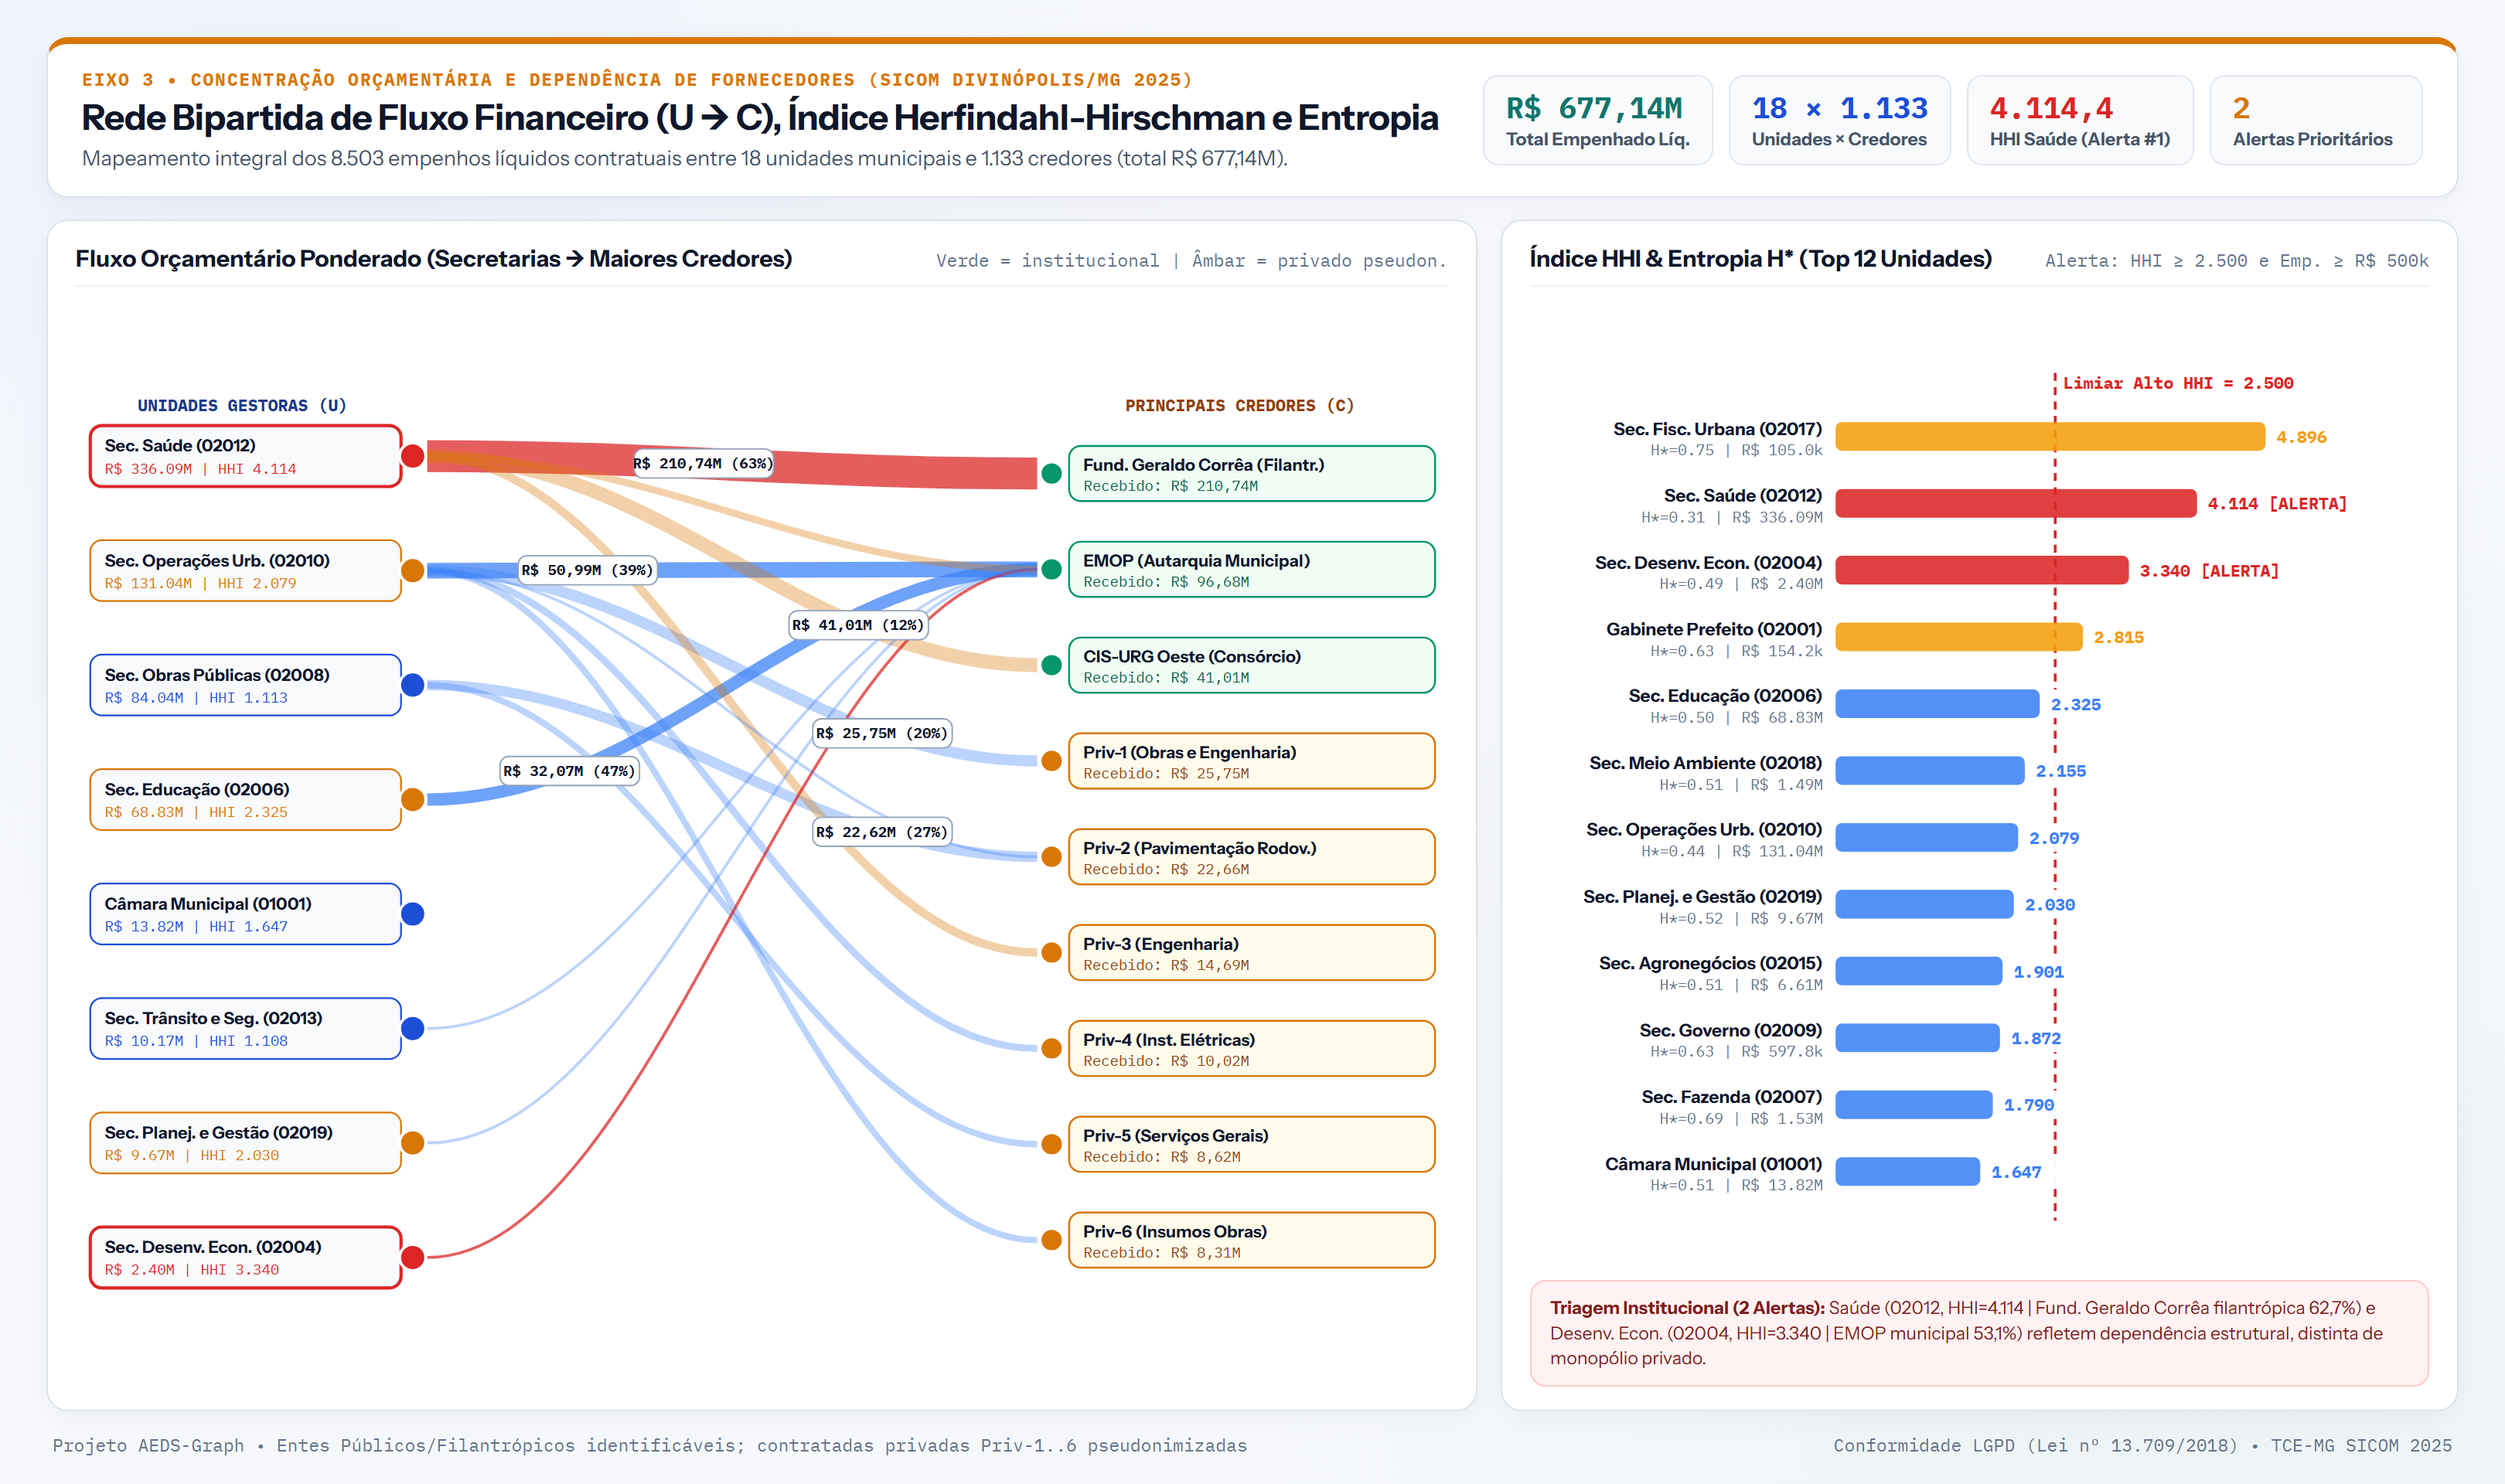 EIXO 3 • CONCENTRAÇÃO ORÇAMENTÁRIA E DEPENDÊNCIA DE FORNECEDORES (SICOM DIVINÓPOLIS/MG 2025)
Rede Bipartida de Fluxo Financeiro (U → C), Índice Herfindahl-Hirschman e Entropia
Mapeamento integral dos 8.503 empenhos líquidos contratuais entre 18 unidades municipais e 1.133 credores (total R$ 677,14M).
R$ 677,14M
Total Empenhado Líq.
18 × 1.133
Unidades × Credores
4.114,4
HHI Saúde (Alerta #1)
2
Alertas Prioritários
Fluxo Orçamentário Ponderado (Secretarias → Maiores Credores)
Verde = institucional | Âmbar = privado pseudon.
UNIDADES GESTORAS (U)
Sec. Saúde (02012)
R$ 336.09M | HHI 4.114
Sec. Operações Urb. (02010)
R$ 131.04M | HHI 2.079
Sec. Obras Públicas (02008)
R$ 84.04M | HHI 1.113
Sec. Educação (02006)
R$ 68.83M | HHI 2.325
Câmara Municipal (01001)
R$ 13.82M | HHI 1.647
Sec. Trânsito e Seg. (02013)
R$ 10.17M | HHI 1.108
Sec. Planej. e Gestão (02019)
R$ 9.67M | HHI 2.030
Sec. Desenv. Econ. (02004)
R$ 2.40M | HHI 3.340
R$ 210,74M (63%)
R$ 50,99M (39%)
R$ 41,01M (12%)
R$ 25,75M (20%)
R$ 32,07M (47%)
R$ 22,62M (27%)
PRINCIPAIS CREDORES (C)
Fund. Geraldo Corrêa (Filantr.)
Recebido: R$ 210,74M
EMOP (Autarquia Municipal)
Recebido: R$ 96,68M
CIS-URG Oeste (Consórcio)
Recebido: R$ 41,01M
Priv-1 (Obras e Engenharia)
Recebido: R$ 25,75M
Priv-2 (Pavimentação Rodov.)
Recebido: R$ 22,66M
Priv-3 (Engenharia)
Recebido: R$ 14,69M
Priv-4 (Inst. Elétricas)
Recebido: R$ 10,02M
Priv-5 (Serviços Gerais)
Recebido: R$ 8,62M
Priv-6 (Insumos Obras)
Recebido: R$ 8,31M
Índice HHI & Entropia H* (Top 12 Unidades)
Alerta: HHI ≥ 2.500 e Emp. ≥ R$ 500k
Limiar Alto HHI = 2.500
Sec. Fisc. Urbana (02017)
H*=0.75 | R$ 105.0k
4.896
Sec. Saúde (02012)
H*=0.31 | R$ 336.09M
4.114 [ALERTA]
Sec. Desenv. Econ. (02004)
H*=0.49 | R$ 2.40M
3.340 [ALERTA]
Gabinete Prefeito (02001)
H*=0.63 | R$ 154.2k
2.815
Sec. Educação (02006)
H*=0.50 | R$ 68.83M
2.325
Sec. Meio Ambiente (02018)
H*=0.51 | R$ 1.49M
2.155
Sec. Operações Urb. (02010)
H*=0.44 | R$ 131.04M
2.079
Sec. Planej. e Gestão (02019)
H*=0.52 | R$ 9.67M
2.030
Sec. Agronegócios (02015)
H*=0.51 | R$ 6.61M
1.901
Sec. Governo (02009)
H*=0.63 | R$ 597.8k
1.872
Sec. Fazenda (02007)
H*=0.69 | R$ 1.53M
1.790
Câmara Municipal (01001)
H*=0.51 | R$ 13.82M
1.647
Triagem Institucional (2 Alertas): Saúde (02012, HHI=4.114 | Fund. Geraldo Corrêa filantrópica 62,7%) e
Desenv. Econ. (02004, HHI=3.340 | EMOP municipal 53,1%) refletem dependência estrutural, distinta de
monopólio privado.
Projeto AEDS-Graph • Entes Públicos/Filantrópicos identificáveis; contratadas privadas Priv-1..6 pseudonimizadas
Conformidade LGPD (Lei nº 13.709/2018) • TCE-MG SICOM 2025